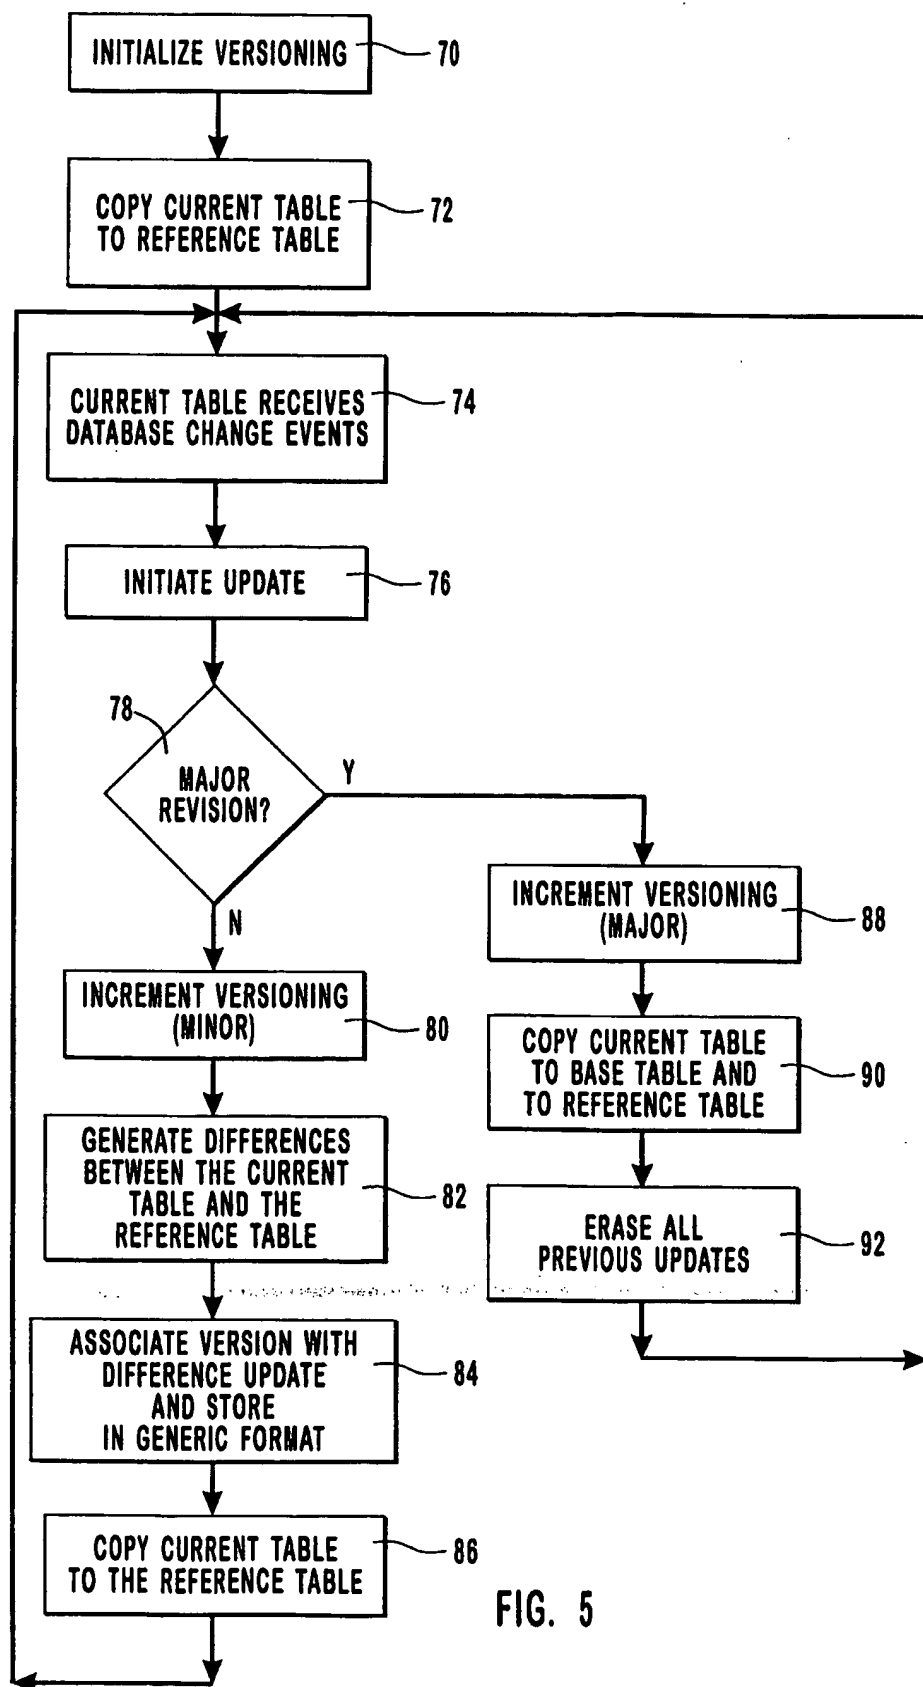 INITIALIZE VERSIONING
70
COPY CURRENT TABLE
TO REFERENCE TABLE
72
CURRENT TABLE RECEIVES
DATABASE CHANGE EVENTS
74
INITIATE UPDATE
76
78
MAJOR
REVISION?
Y
N
INCREMENT VERSIONING
(MAJOR)
88
INCREMENT VERSIONING
(MINOR)
80
COPY CURRENT TABLE
TO BASE TABLE AND
TO REFERENCE TABLE
90
GENERATE DIFFERENCES
BETWEEN THE CURRENT
TABLE AND THE
REFERENCE TABLE
82
ERASE ALL
PREVIOUS UPDATES
92
ASSOCIATE VERSION WITH
DIFFERENCE UPDATE
AND STORE
IN GENERIC FORMAT
84
COPY CURRENT TABLE
TO THE REFERENCE TABLE
86
FIG. 5